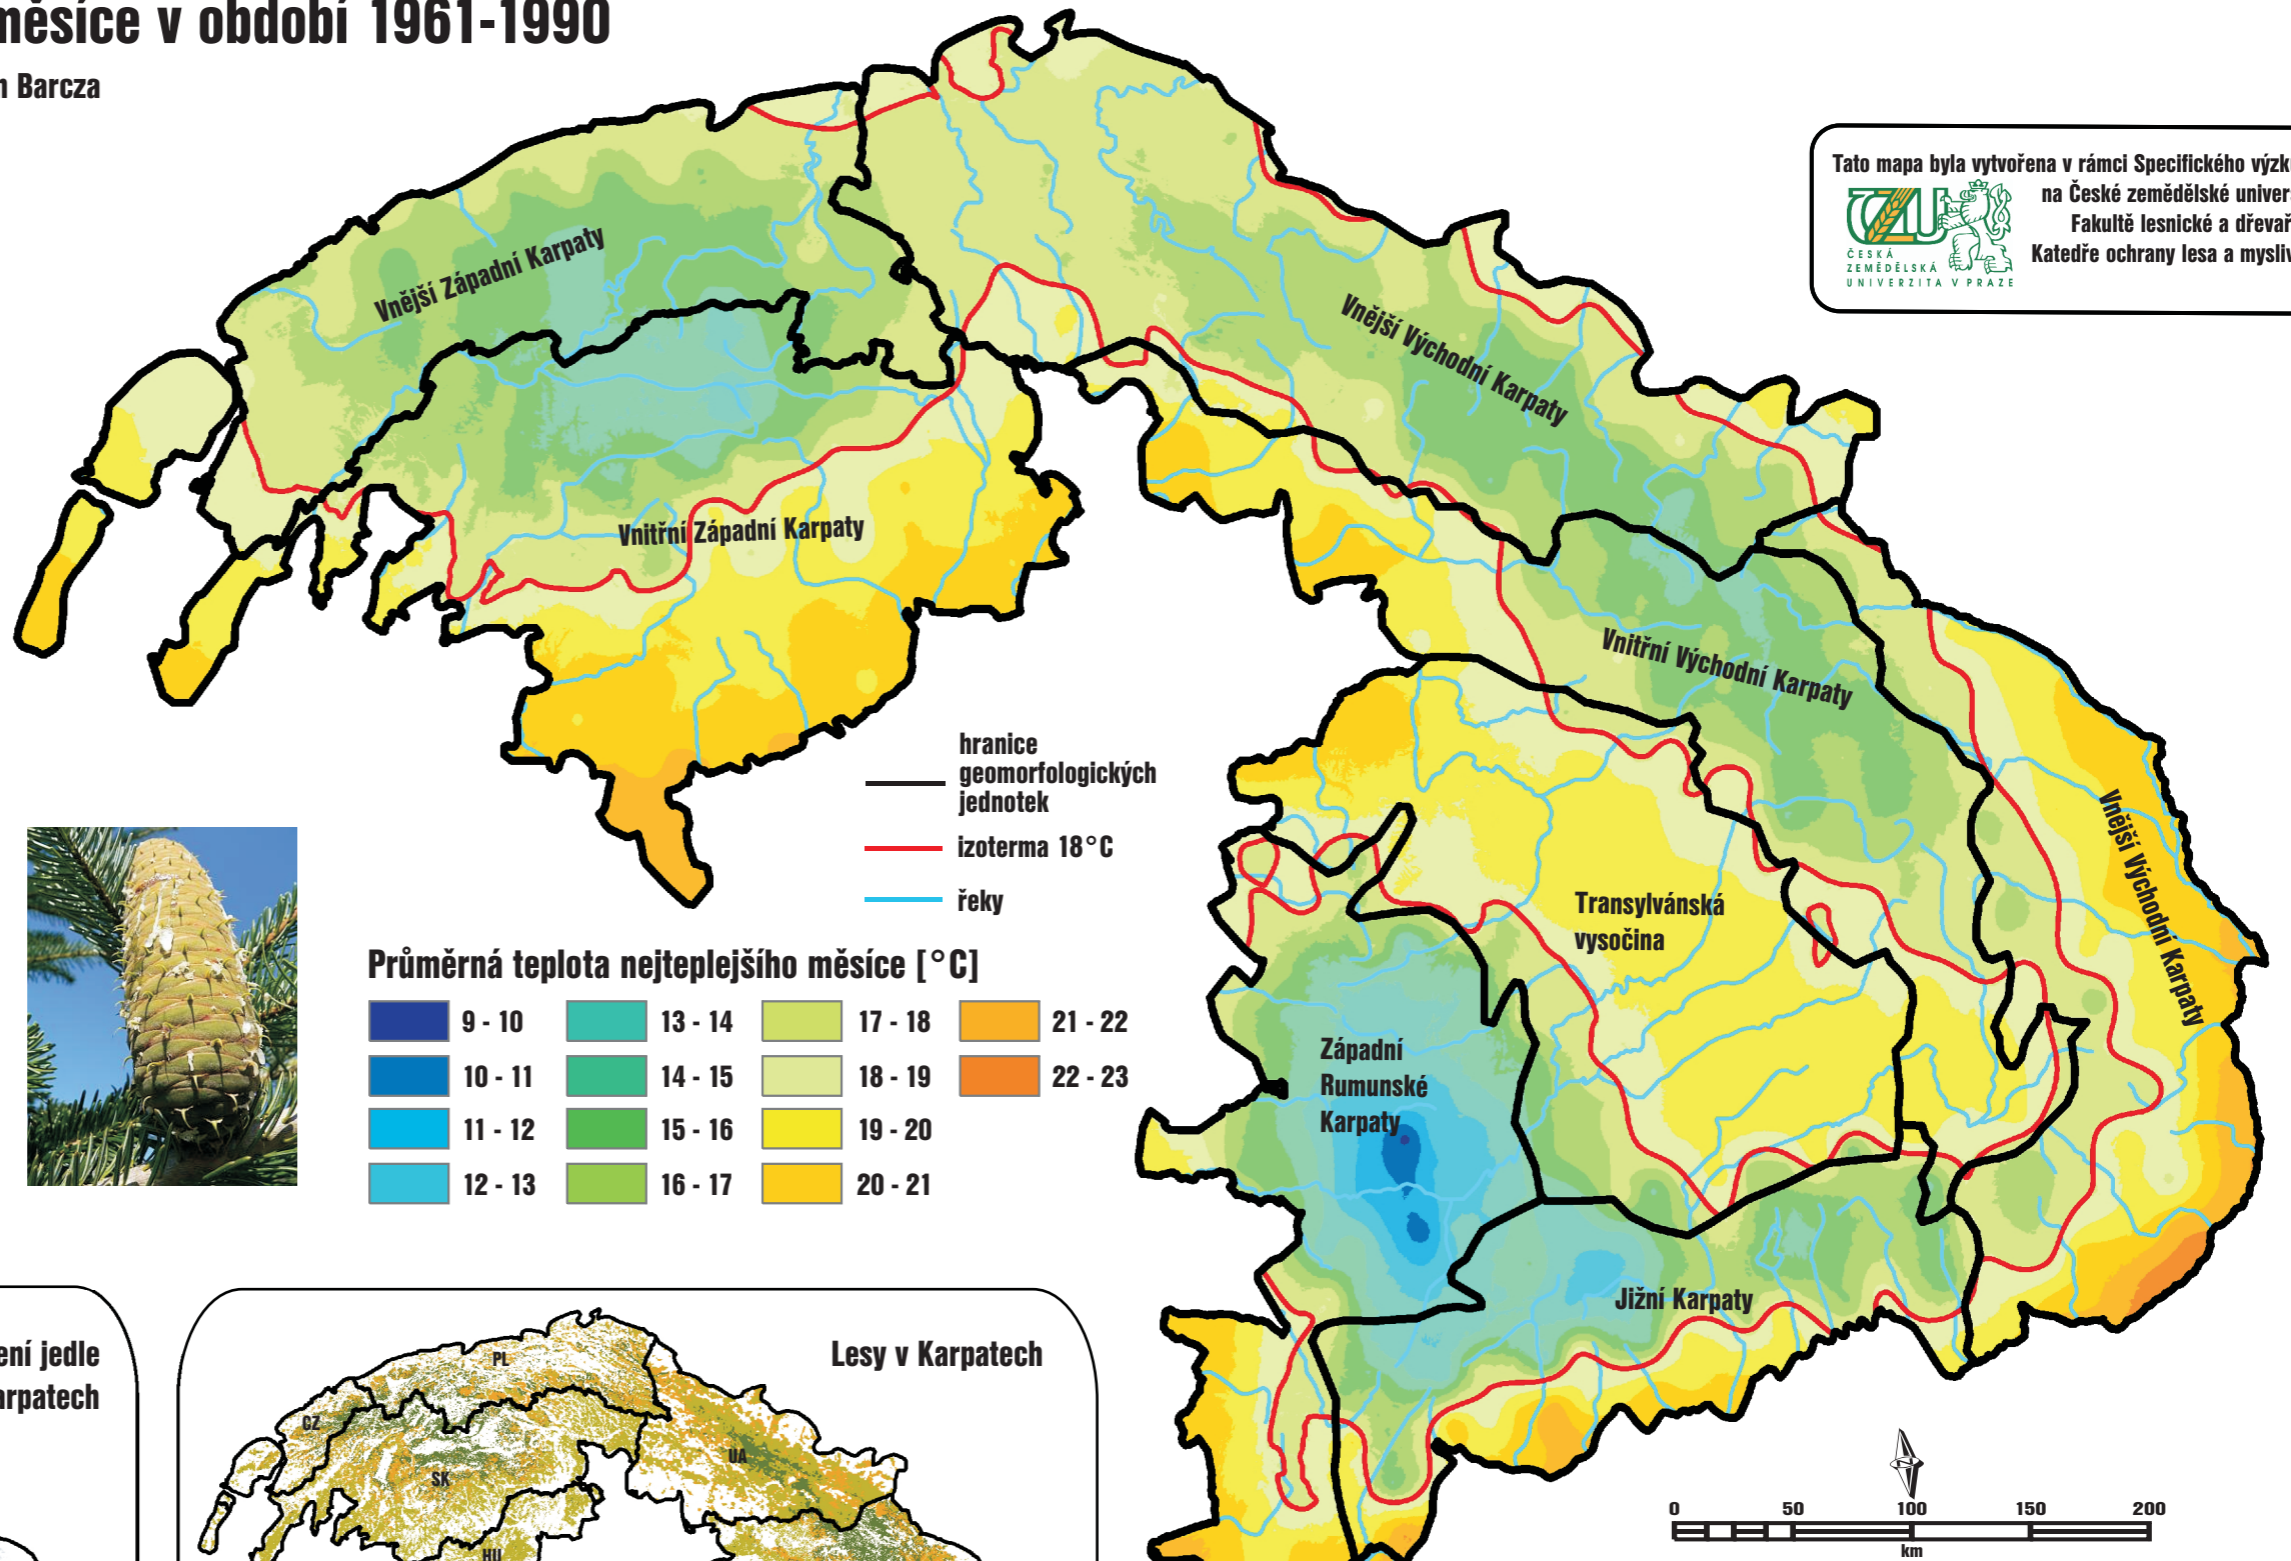 měsíce v období 1961-1990
Barcza
Tato mapa byla vytvořena v rámci Specifického
na České zemědělské
Fakultě lesnické a
Katedře ochrany lesa a
ČZU
ČESKÁ
ZEMĚDĚLSKÁ
UNIVERZITA V PRAZE
Vnější Západní Karpaty
Vnější Východní Karpaty
Vnitřní Západní Karpaty
Vnitřní Východní Karpaty
Vnější Východní Karpaty
Transylvánská
vysočina
Západní
Rumunské
Karpaty
Jižní Karpaty
hranice
geomorfologických
jednotek
izoterma 18°C
řeky
Průměrná teplota nejteplejšího měsíce [°C]
9 - 10
10 - 11
11 - 12
12 - 13
13 - 14
14 - 15
15 - 16
16 - 17
17 - 18
18 - 19
19 - 20
20 - 21
21 - 22
22 - 23
ení jedle
arpatech
Lesy v Karpatech
PL
CZ
SK
UA
HU
0 50 100 150 200
km